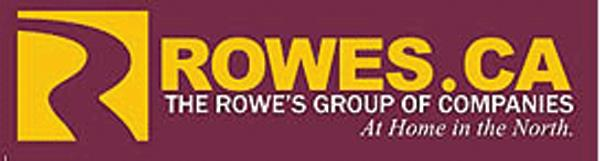 ROWES.CA
THE ROWE'S GROUP OF COMPANIES
At Home in the North.